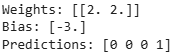 Weights: [[2. 2.]]
Bias: [-3.]
Predictions: [0 0 0 1]